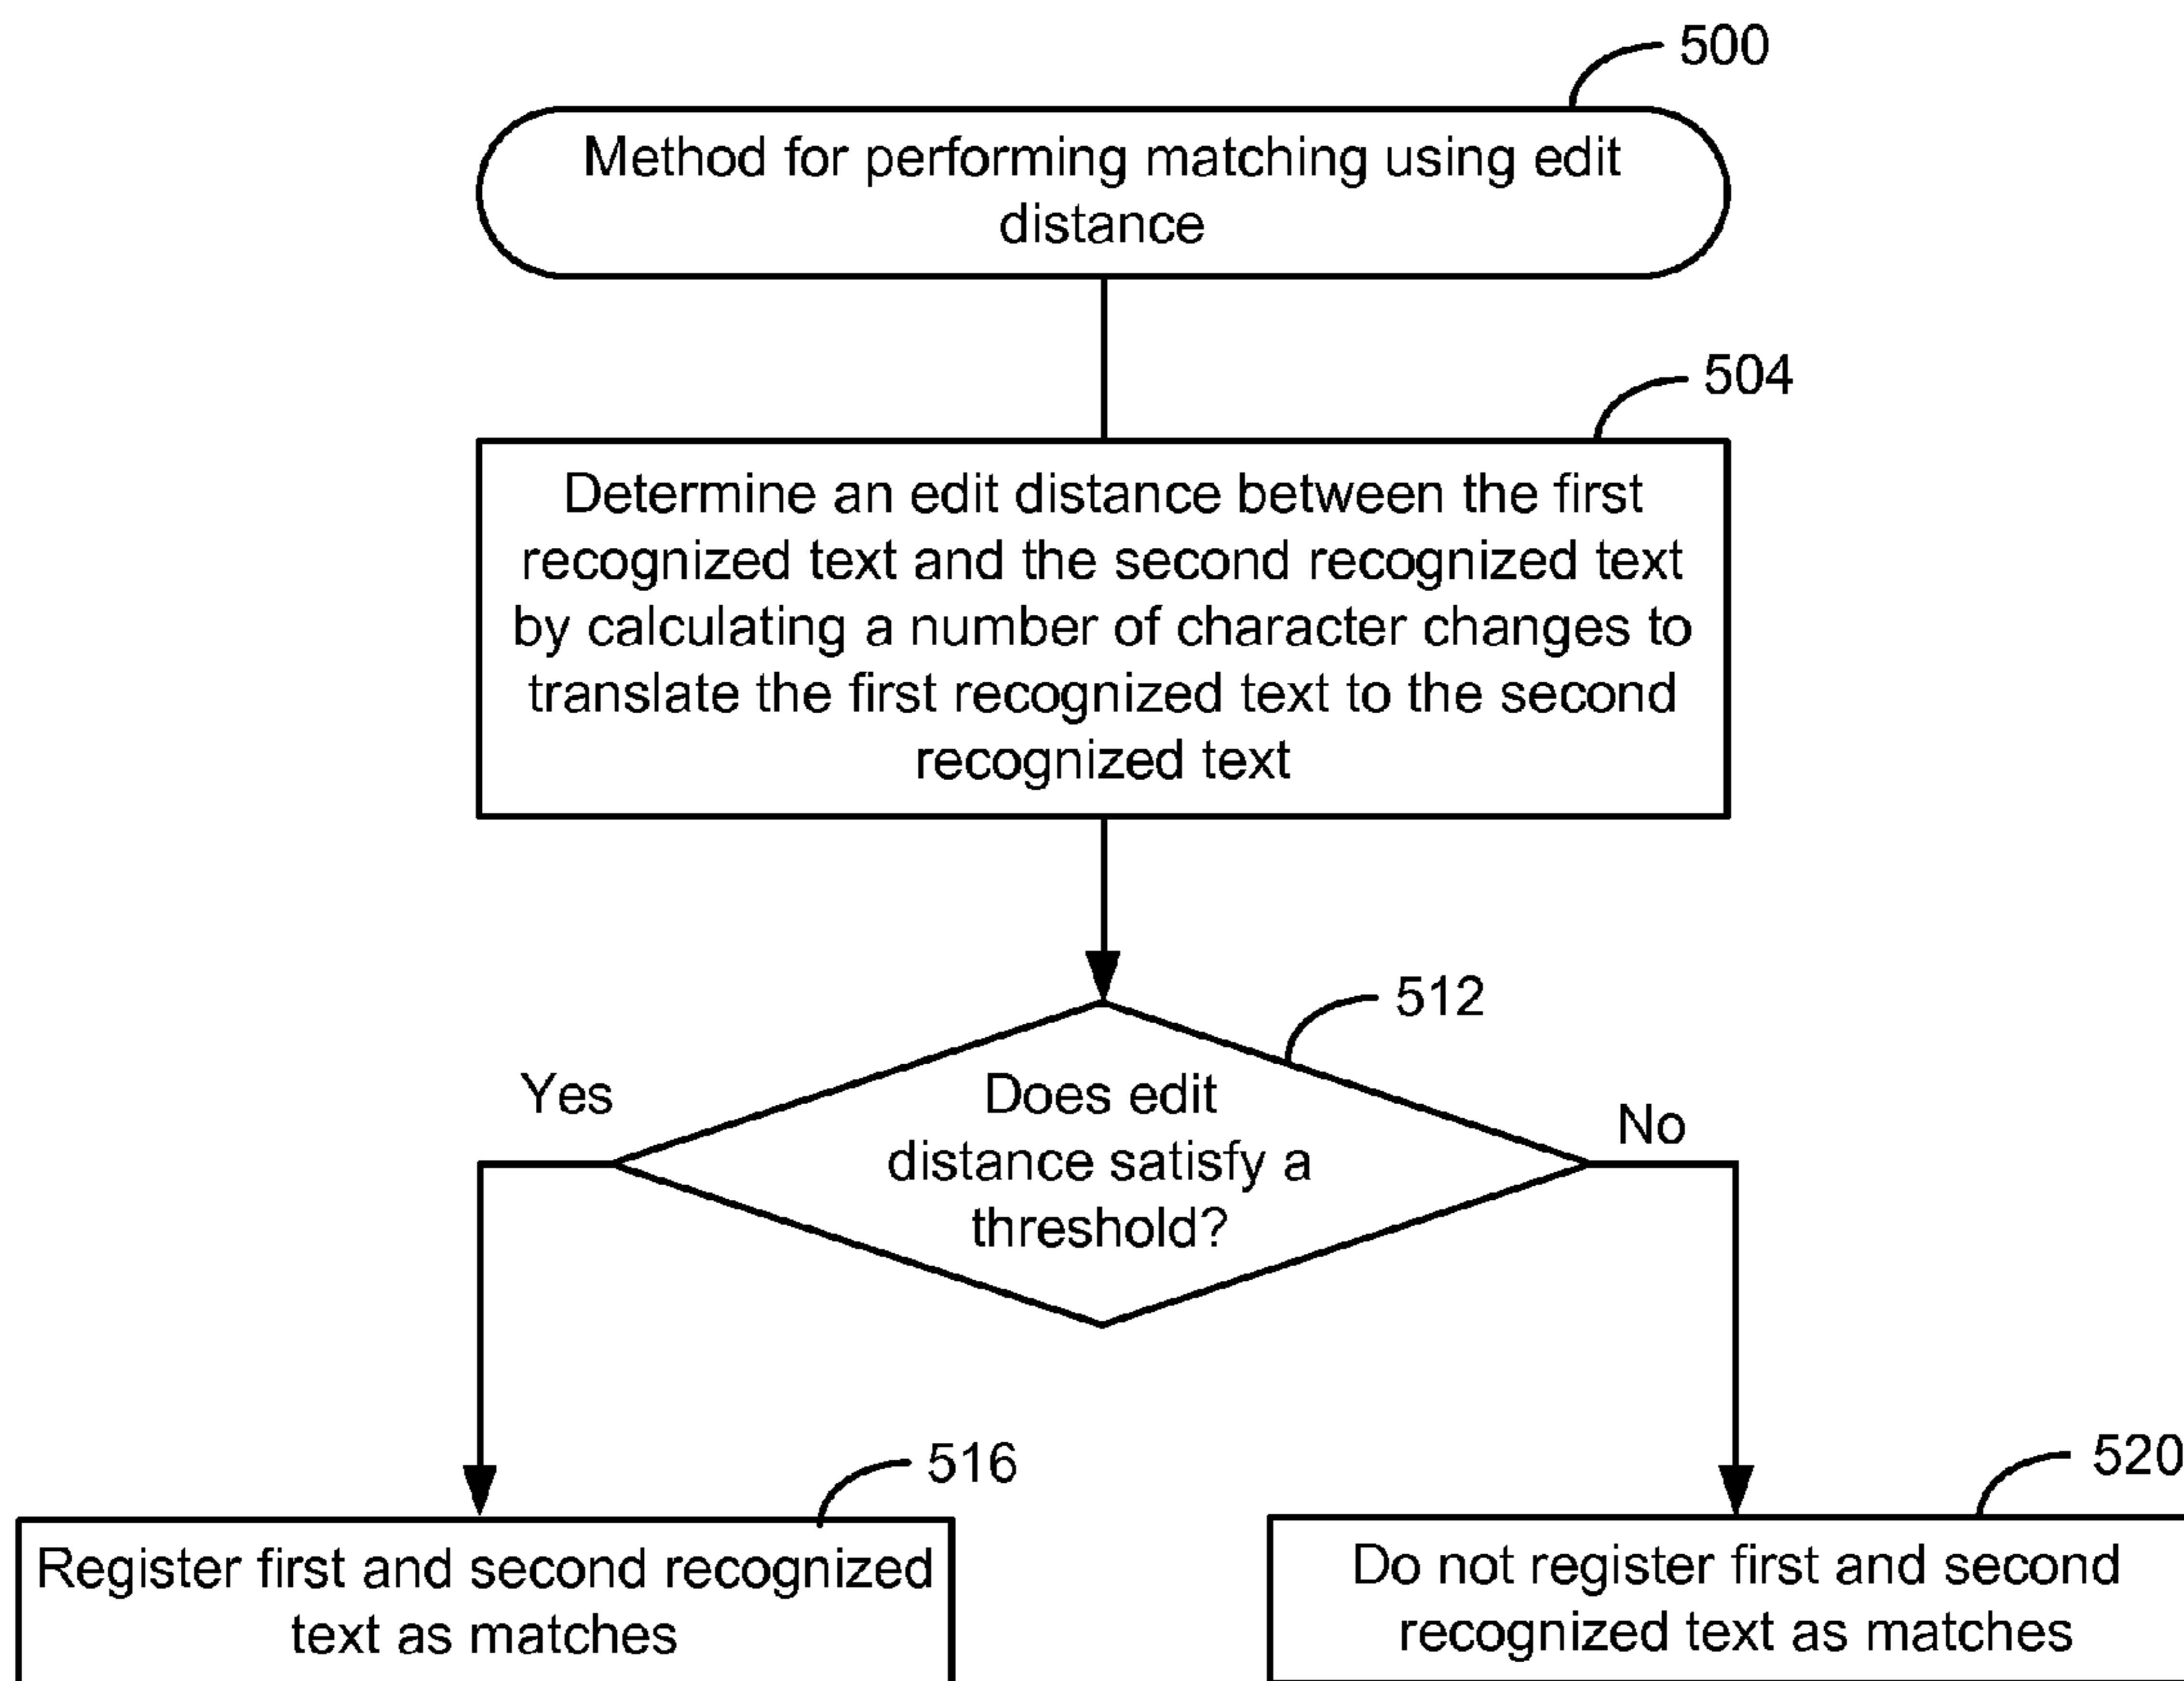 500
Method for performing matching using edit
distance
504
Determine an edit distance between the first
recognized text and the second recognized text
by calculating a number of character changes to
translate the first recognized text to the second
recognized text
512
Does edit
distance satisfy a
threshold?
Yes
No
516
Register first and second recognized
text as matches
520
Do not register first and second
recognized text as matches